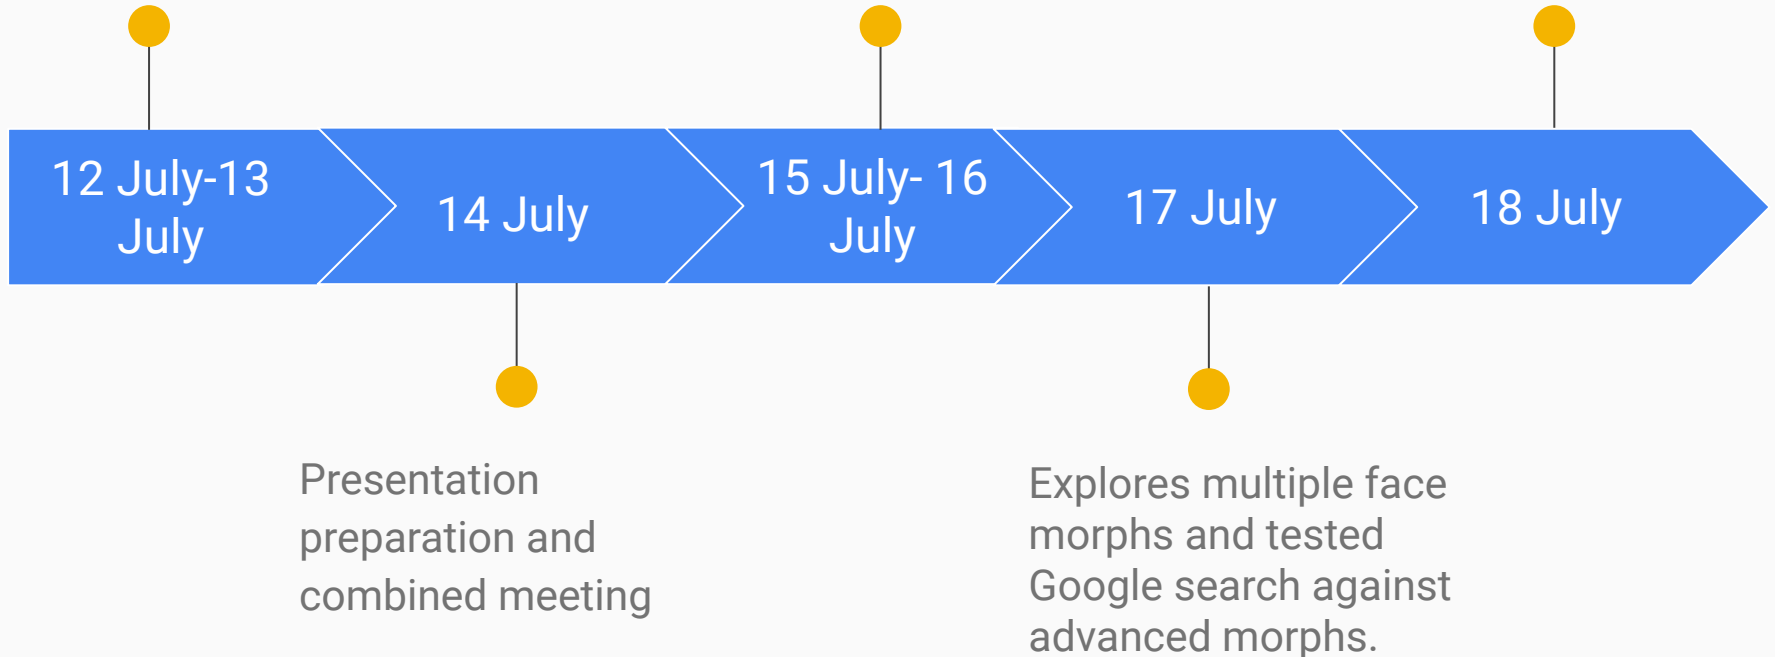 12 July-13
July
14 July
15 July- 16
July
17 July
18 July
Presentation
preparation and
combined meeting
Explores multiple face
morphs and tested
Google search against
advanced morphs.